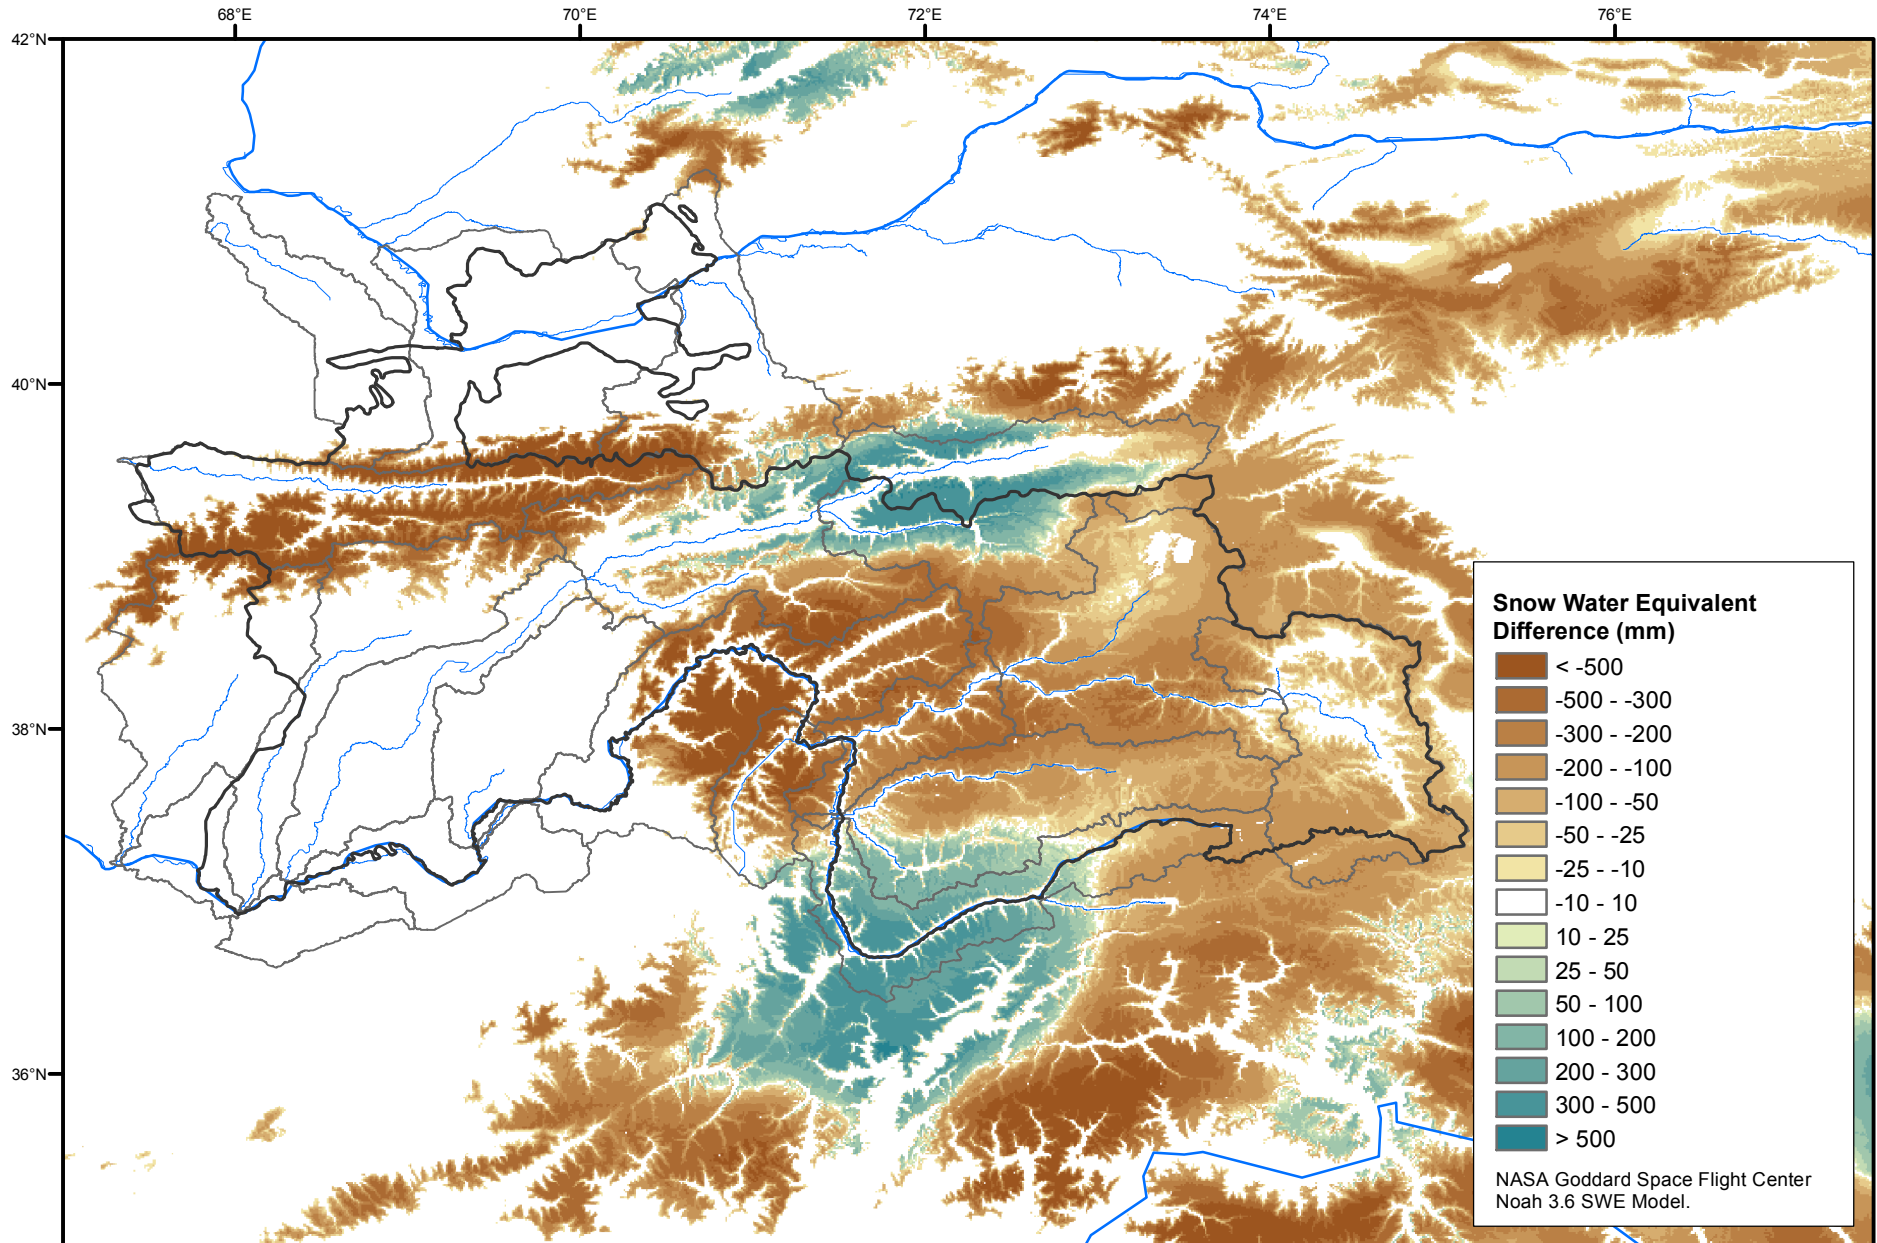 68°E 70°E 72°E 74°E 76°E
42°N
40°N
38°N
36°N
Snow Water Equivalent
Difference (mm)
< -500
-500 - -300
-300 - -200
-200 - -100
-100 - -50
-50 - -25
-25 - -10
-10 - 10
10 - 25
25 - 50
50 - 100
100 - 200
200 - 300
300 - 500
> 500
NASA Goddard Space Flight Center
Noah 3.6 SWE Model.